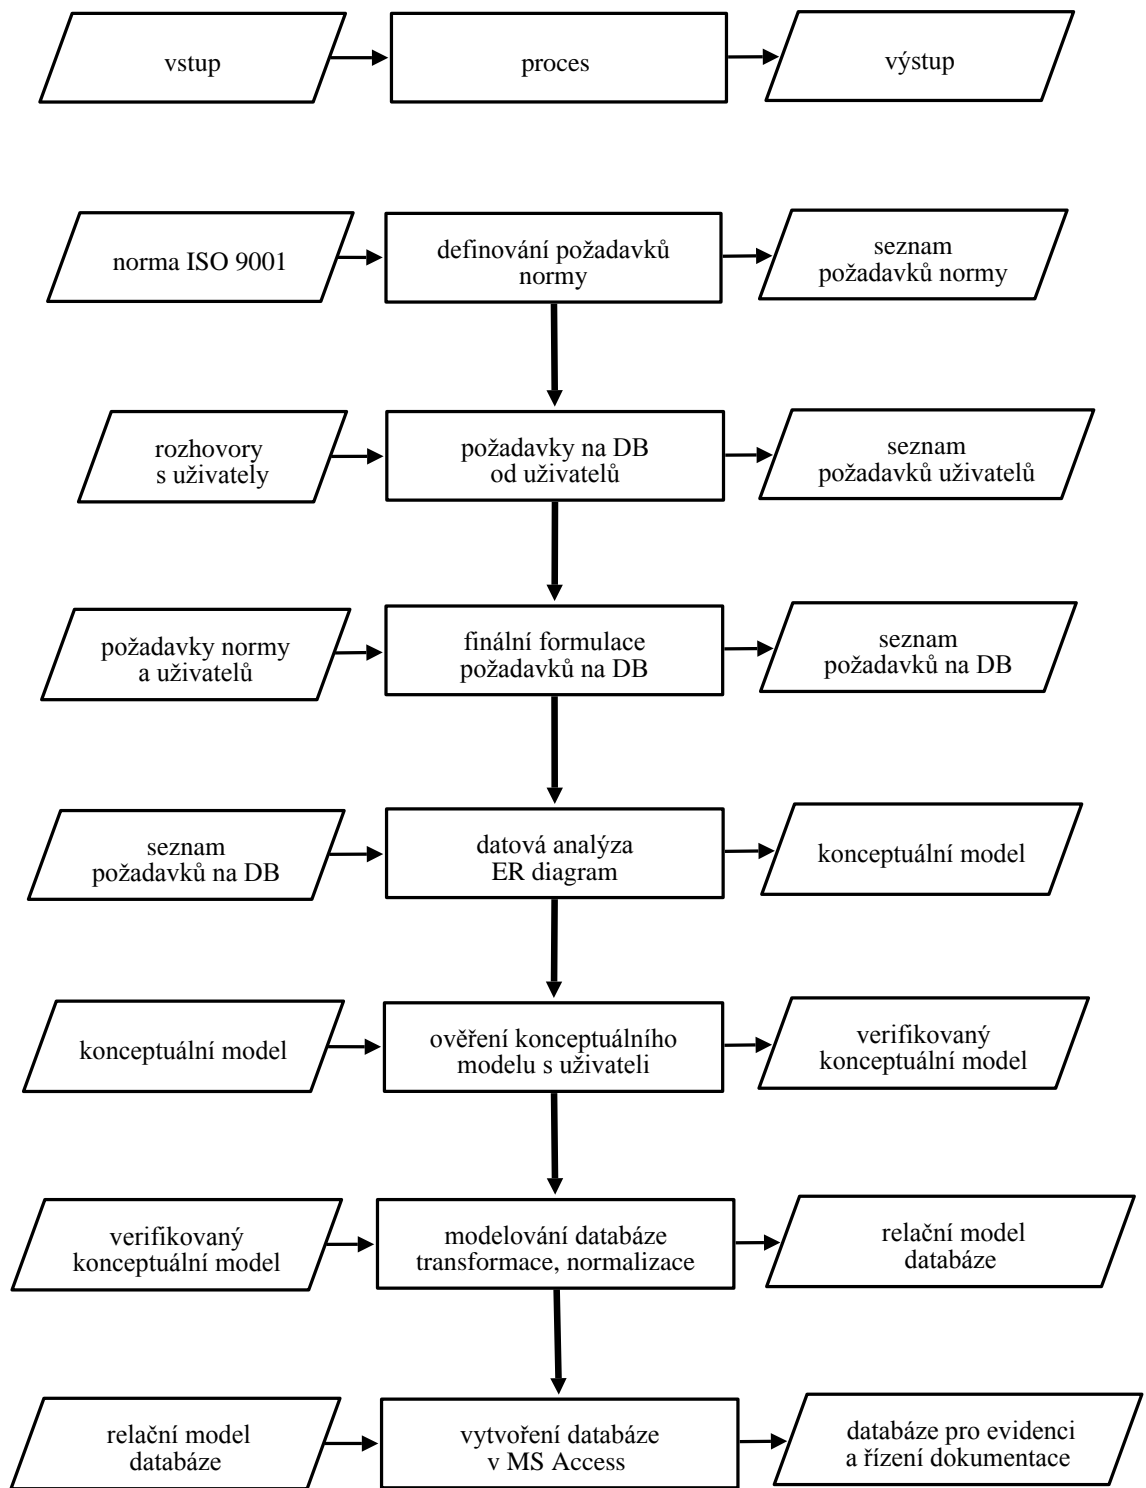 vstup
proces
výstup
norma ISO 9001
definování požadavků
normy
seznam
požadavků normy
rozhovory
s uživately
požadavky na DB
od uživatelů
seznam
požadavků uživatelů
požadavky normy
a uživatelů
finální formulace
požadavků na DB
seznam
požadavků na DB
seznam
požadavků na DB
datová analýza
ER diagram
konceptuální model
konceptuální model
ověření konceptuálního
modelu s uživateli
verifikovaný
konceptuální model
verifikovaný
konceptuální model
modelování databáze
transformace, normalizace
relační model
databáze
relační model
databáze
vytvoření databáze
v MS Access
databáze pro evidenci
a řízení dokumentace